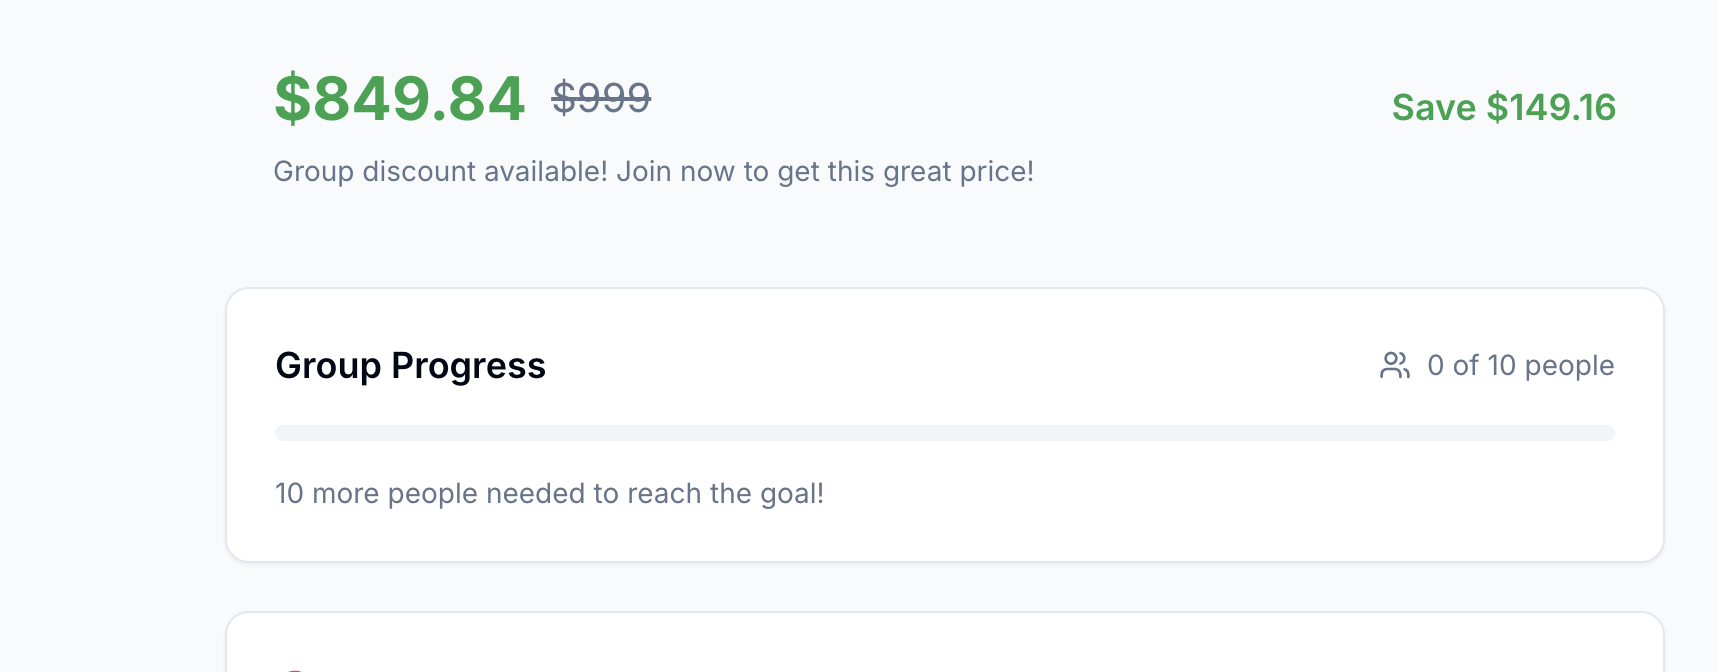 $849.84 $999 Save $149.16
Group discount available! Join now to get this great price!
Group Progress 0 of 10 people
10 more people needed to reach the goal!